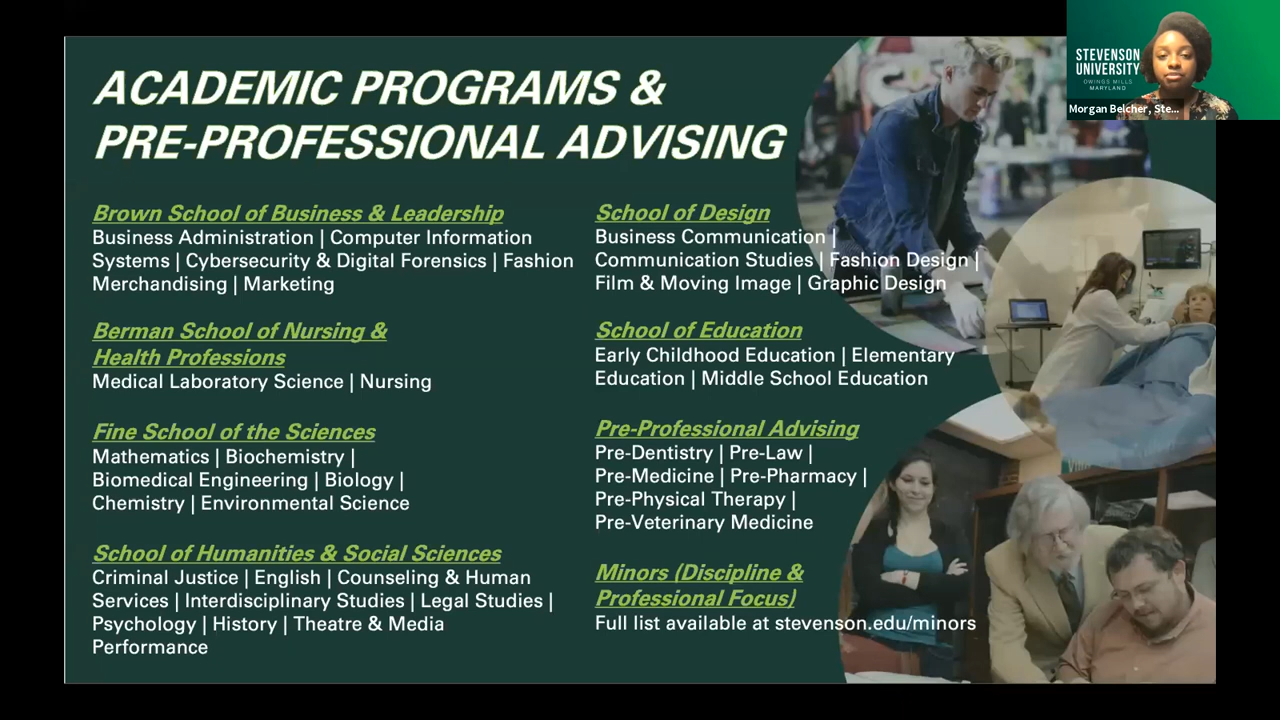 ACADEMIC PROGRAMS &
PRE-PROFESSIONAL ADVISING
Brown School of Business & Leadership
Business Administration | Computer Information
Systems | Cybersecurity & Digital Forensics | Fashion
Merchandising | Marketing
Berman School of Nursing &
Health Professions
Medical Laboratory Science | Nursing
Fine School of the Sciences
Mathematics | Biochemistry |
Biomedical Engineering | Biology |
Chemistry | Environmental Science
School of Humanities & Social Sciences
Criminal Justice | English | Counseling & Human
Services | Interdisciplinary Studies | Legal Studies |
Psychology | History | Theatre & Media
Performance
School of Design
Business Communication |
Communication Studies | Fashion Design |
Film & Moving Image | Graphic Design
School of Education
Early Childhood Education | Elementary
Education | Middle School Education
Pre-Professional Advising
Pre-Dentistry | Pre-Law |
Pre-Medicine | Pre-Pharmacy |
Pre-Physical Therapy |
Pre-Veterinary Medicine
Minors (Discipline &
Professional Focus)
Full list available at stevenson.edu/minors
STEVENSON
UNIVERSITY
OWINGS MILLS
MARYLAND
Morgan Belcher, Ste...